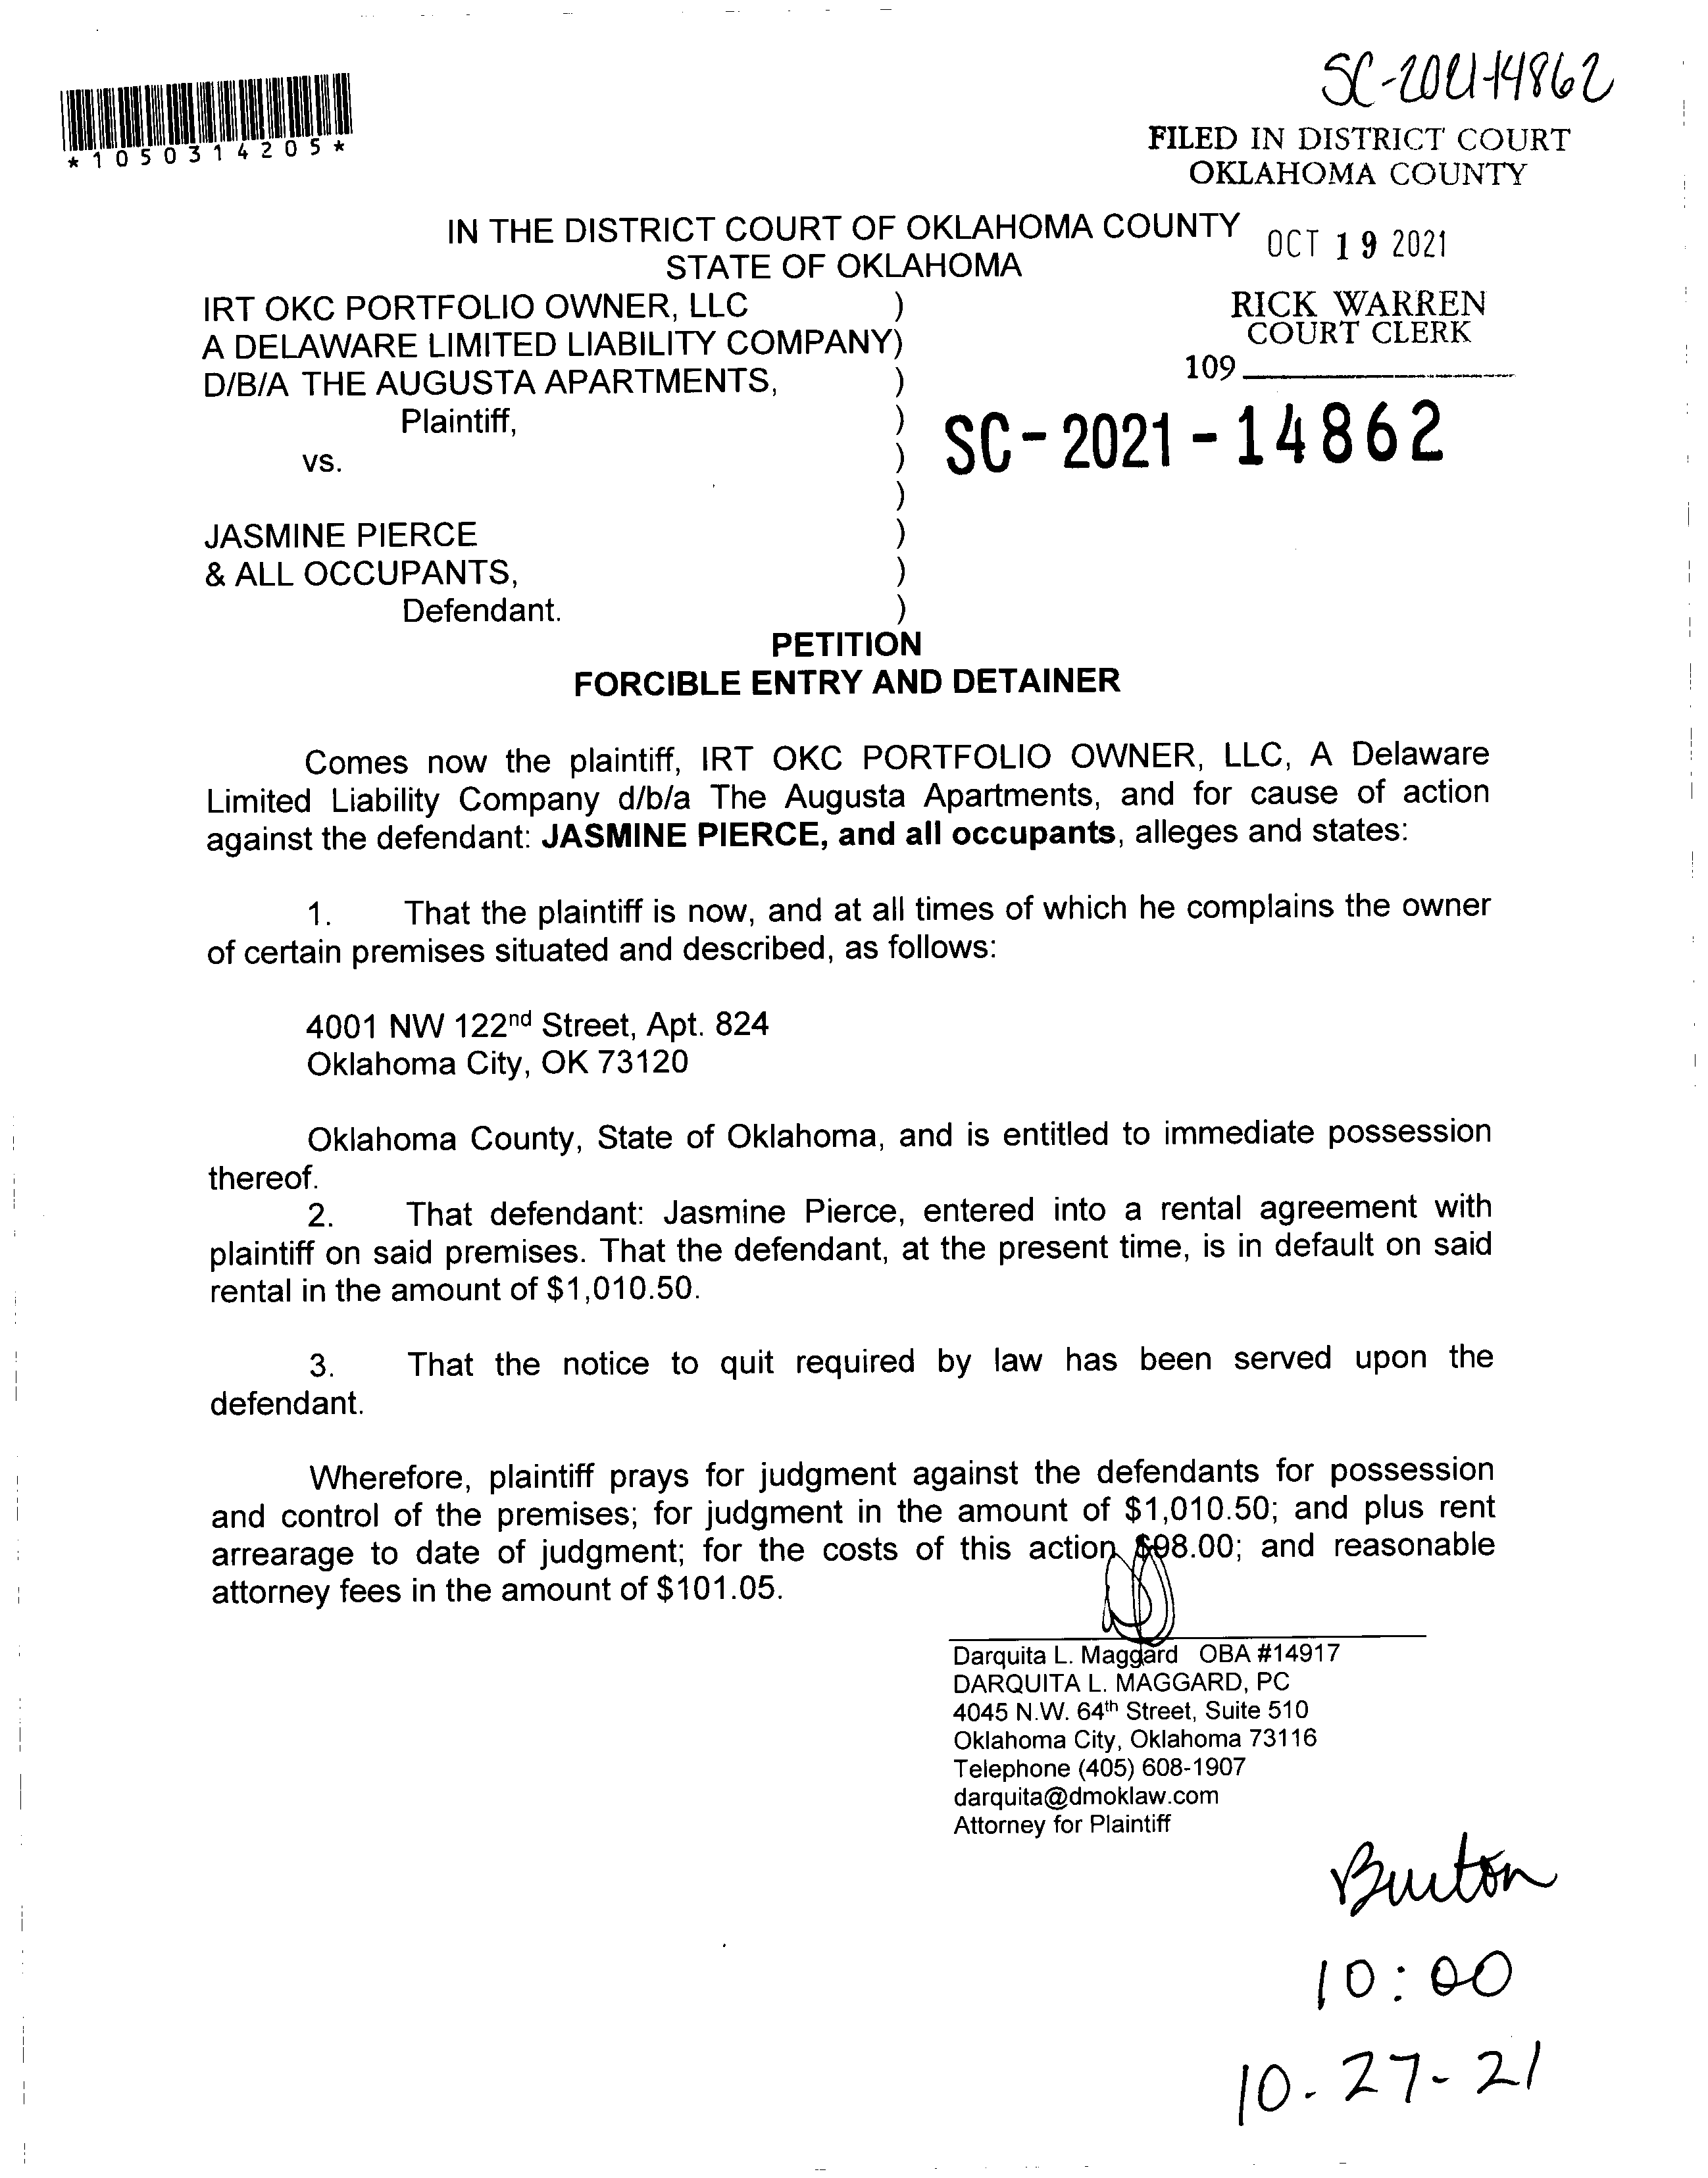 SC-2021-14862
*1050314205*
FILED IN DISTRICT COURT
OKLAHOMA COUNTY
IN THE DISTRICT COURT OF OKLAHOMA COUNTY
OCT 19 2021
STATE OF OKLAHOMA
IRT OKC PORTFOLIO OWNER, LLC )
RICK WARREN
A DELAWARE LIMITED LIABILITY COMPANY)
COURT CLERK
D/B/A THE AUGUSTA APARTMENTS, )
109
Plaintiff, )
SC-2021-14862
vs. )
)
JASMINE PIERCE )
& ALL OCCUPANTS, )
Defendant. )
PETITION
FORCIBLE ENTRY AND DETAINER
Comes now the plaintiff, IRT OKC PORTFOLIO OWNER, LLC, A Delaware
Limited Liability Company d/b/a The Augusta Apartments, and for cause of action
against the defendant: JASMINE PIERCE, and all occupants, alleges and states:
1. That the plaintiff is now, and at all times of which he complains the owner
of certain premises situated and described, as follows:
4001 NW 122nd Street, Apt. 824
Oklahoma City, OK 73120
Oklahoma County, State of Oklahoma, and is entitled to immediate possession
thereof.
2. That defendant: Jasmine Pierce, entered into a rental agreement with
plaintiff on said premises. That the defendant, at the present time, is in default on said
rental in the amount of $1,010.50.
3. That the notice to quit required by law has been served upon the
defendant.
Wherefore, plaintiff prays for judgment against the defendants for possession
and control of the premises; for judgment in the amount of $1,010.50; and plus rent
arrearage to date of judgment; for the costs of this action $98.00; and reasonable
attorney fees in the amount of $101.05.
Darquita L. Maggard OBA #14917
DARQUITA L. MAGGARD, PC
4045 N.W. 64th Street, Suite 510
Oklahoma City, Oklahoma 73116
Telephone (405) 608-1907
darquita@dmoklaw.com
Attorney for Plaintiff
Burton
10:00
10-27-21